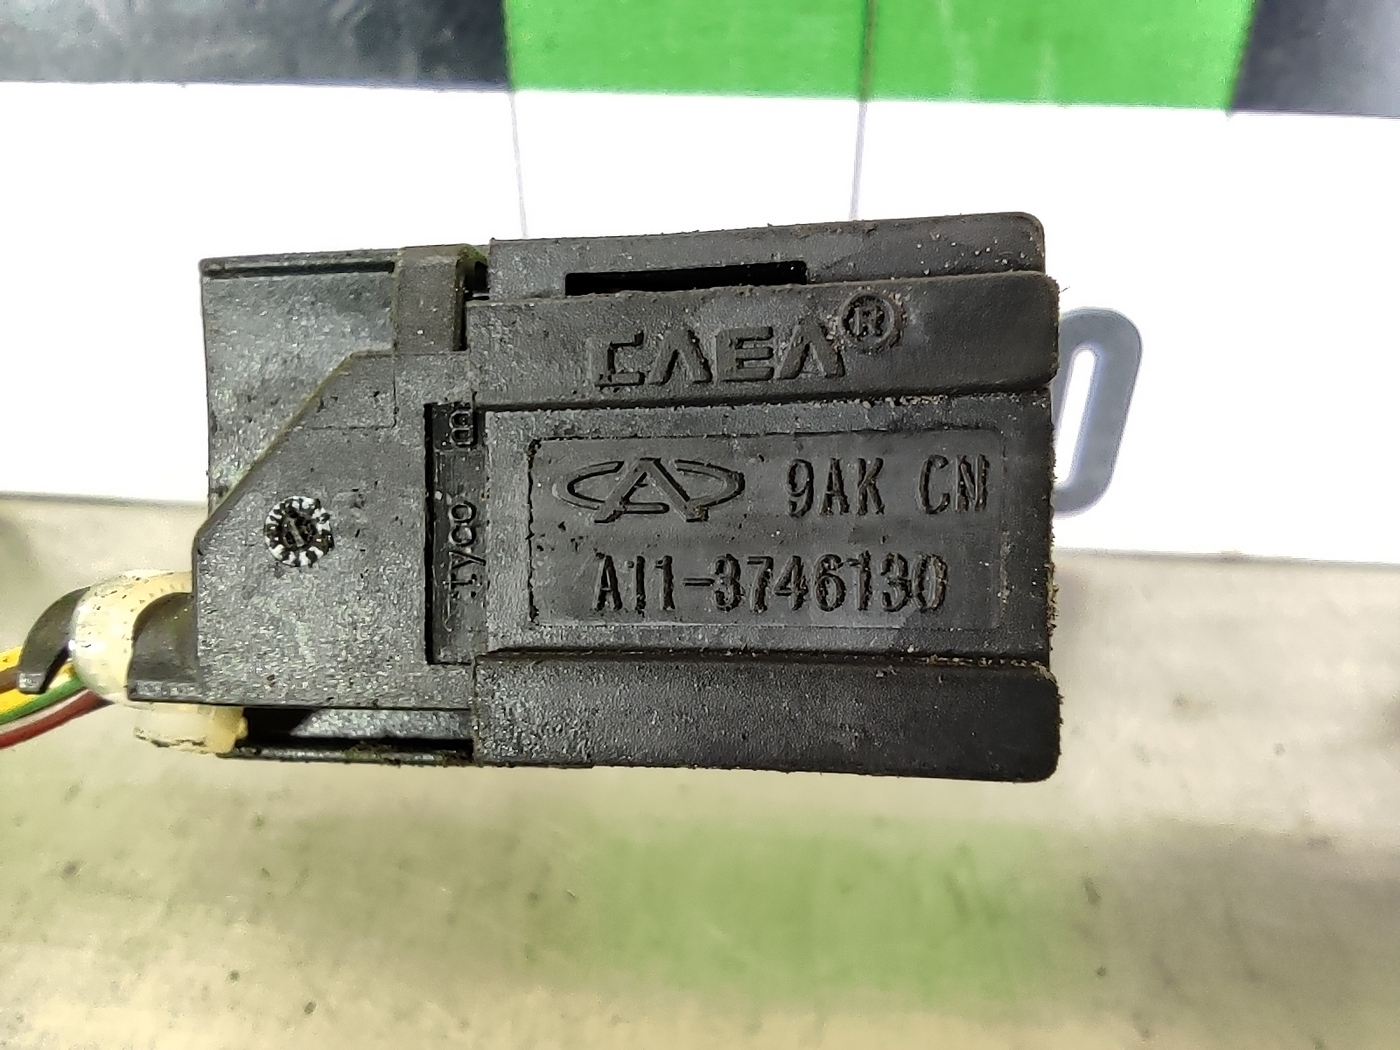 CAEA®
9AK CN
A11-3746130
tyco